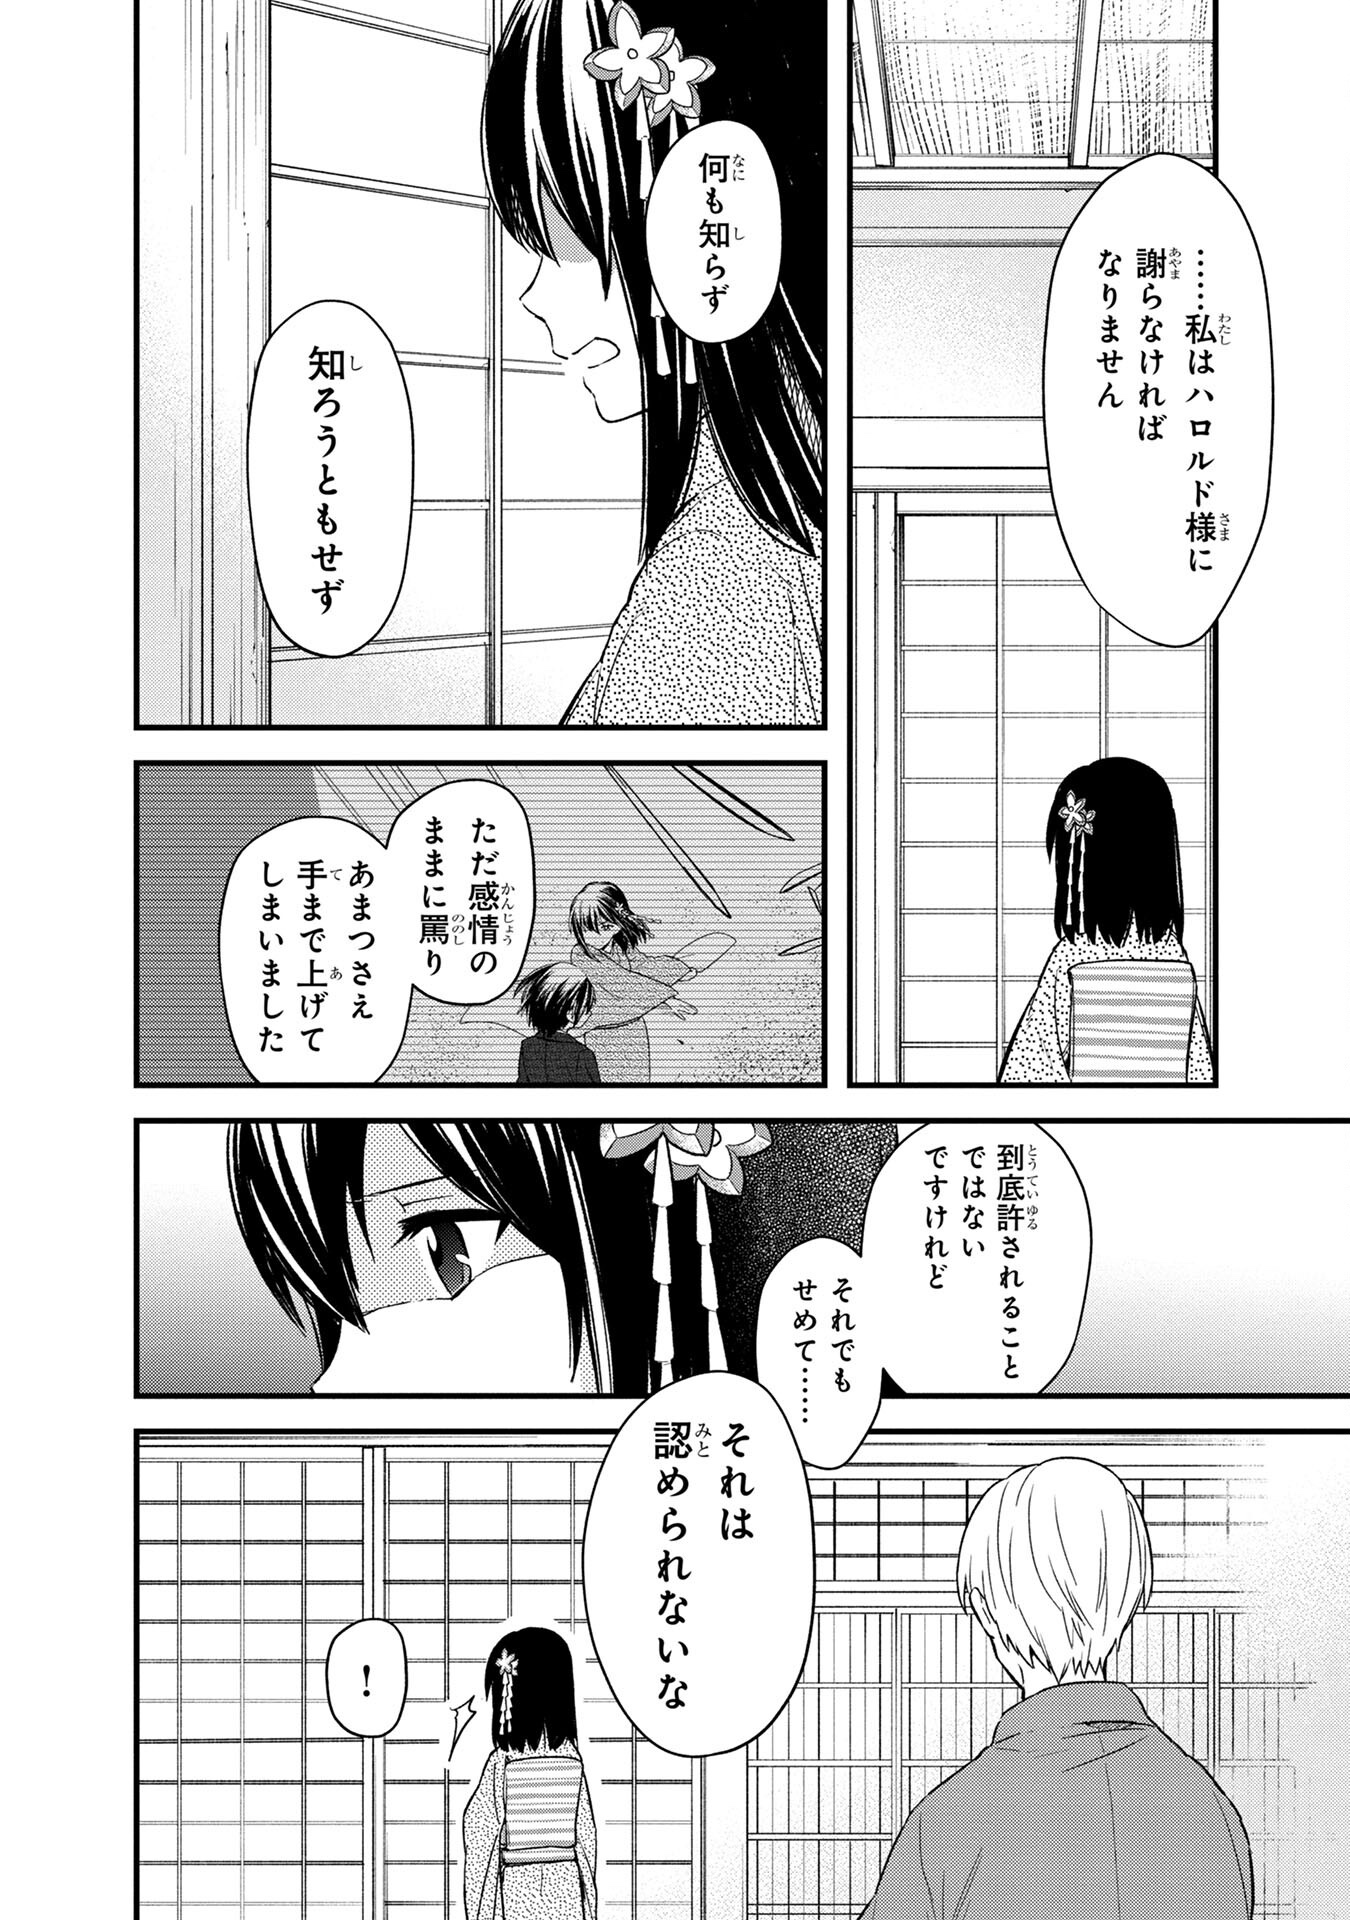 ……私はハロルド様に
謝らなければ
なりません
何も知らず
知ろうともせず
ただ感情の
ままに罵り
あまつさえ
手まで上げて
しまいました
到底許されること
ではない
ですけれど
それでも
せめて……
それは
認められないな
！